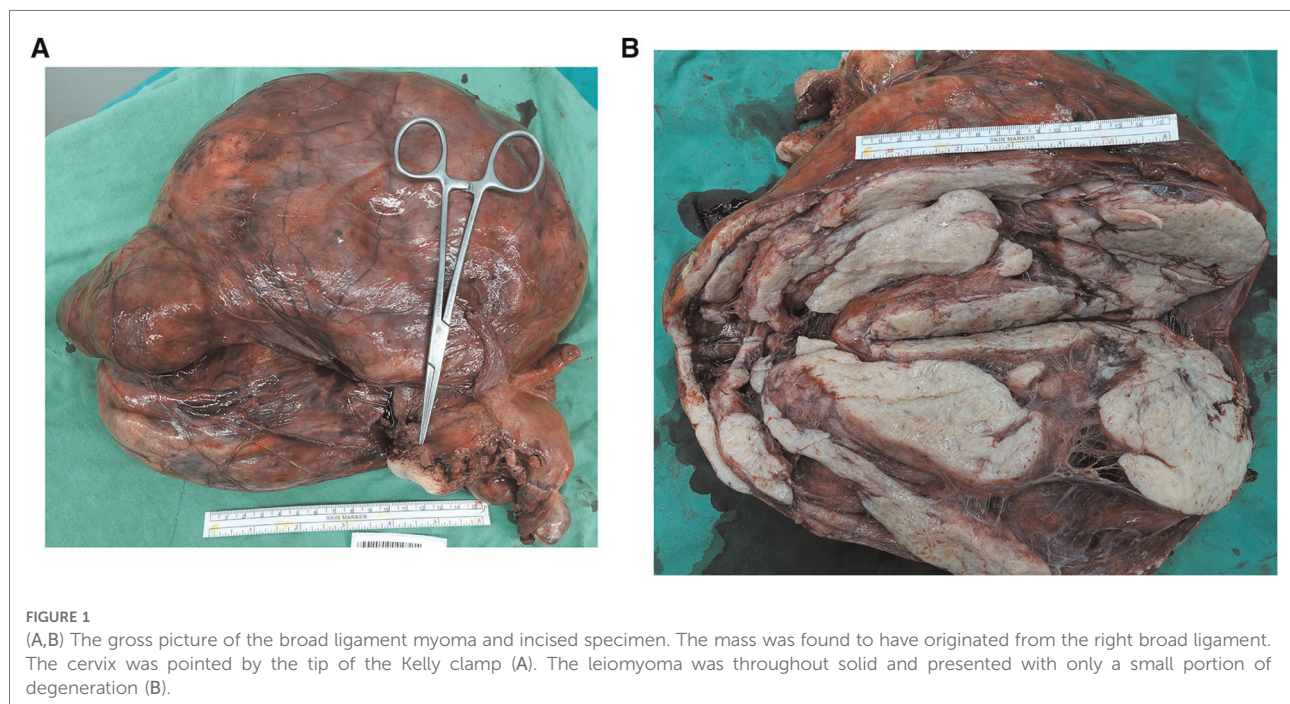 A
B
SKIN MARKER
SKIN MARKER
FIGURE 1
(A,B) The gross picture of the broad ligament myoma and incised specimen. The mass was found to have originated from the right broad ligament.
The cervix was pointed by the tip of the Kelly clamp (A). The leiomyoma was throughout solid and presented with only a small portion of
degeneration (B).